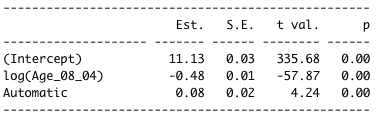 --------------------------------------------------------
                      Est.   S.E.   t val.      p
------------------ ------- ------ -------- ------
(Intercept)          11.13   0.03   335.68   0.00
log(Age_08_04)       -0.48   0.01   -57.87   0.00
Automatic             0.08   0.02     4.24   0.00
--------------------------------------------------------